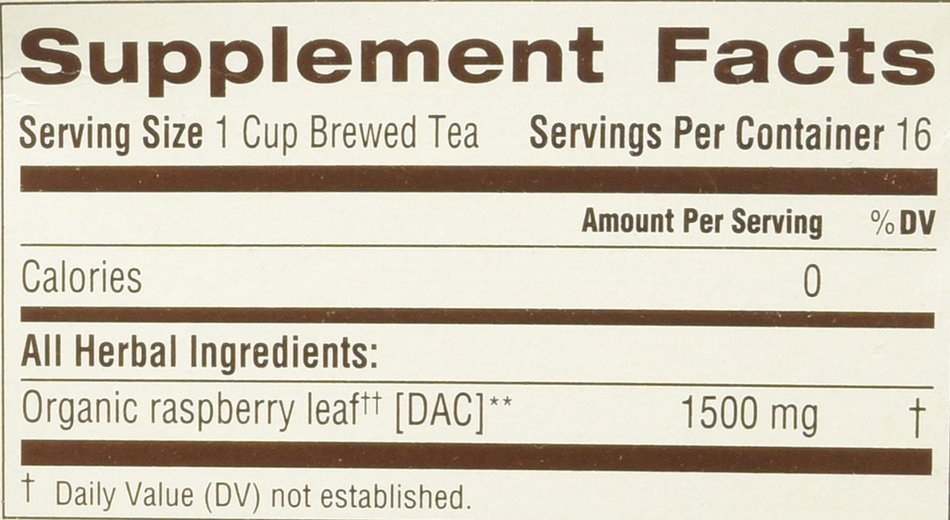 Supplement Facts
Serving Size 1 Cup Brewed Tea Servings Per Container 16
Amount Per Serving %DV
Calories 0
All Herbal Ingredients:
Organic raspberry leaf†† [DAC]** 1500 mg †
† Daily Value (DV) not established.